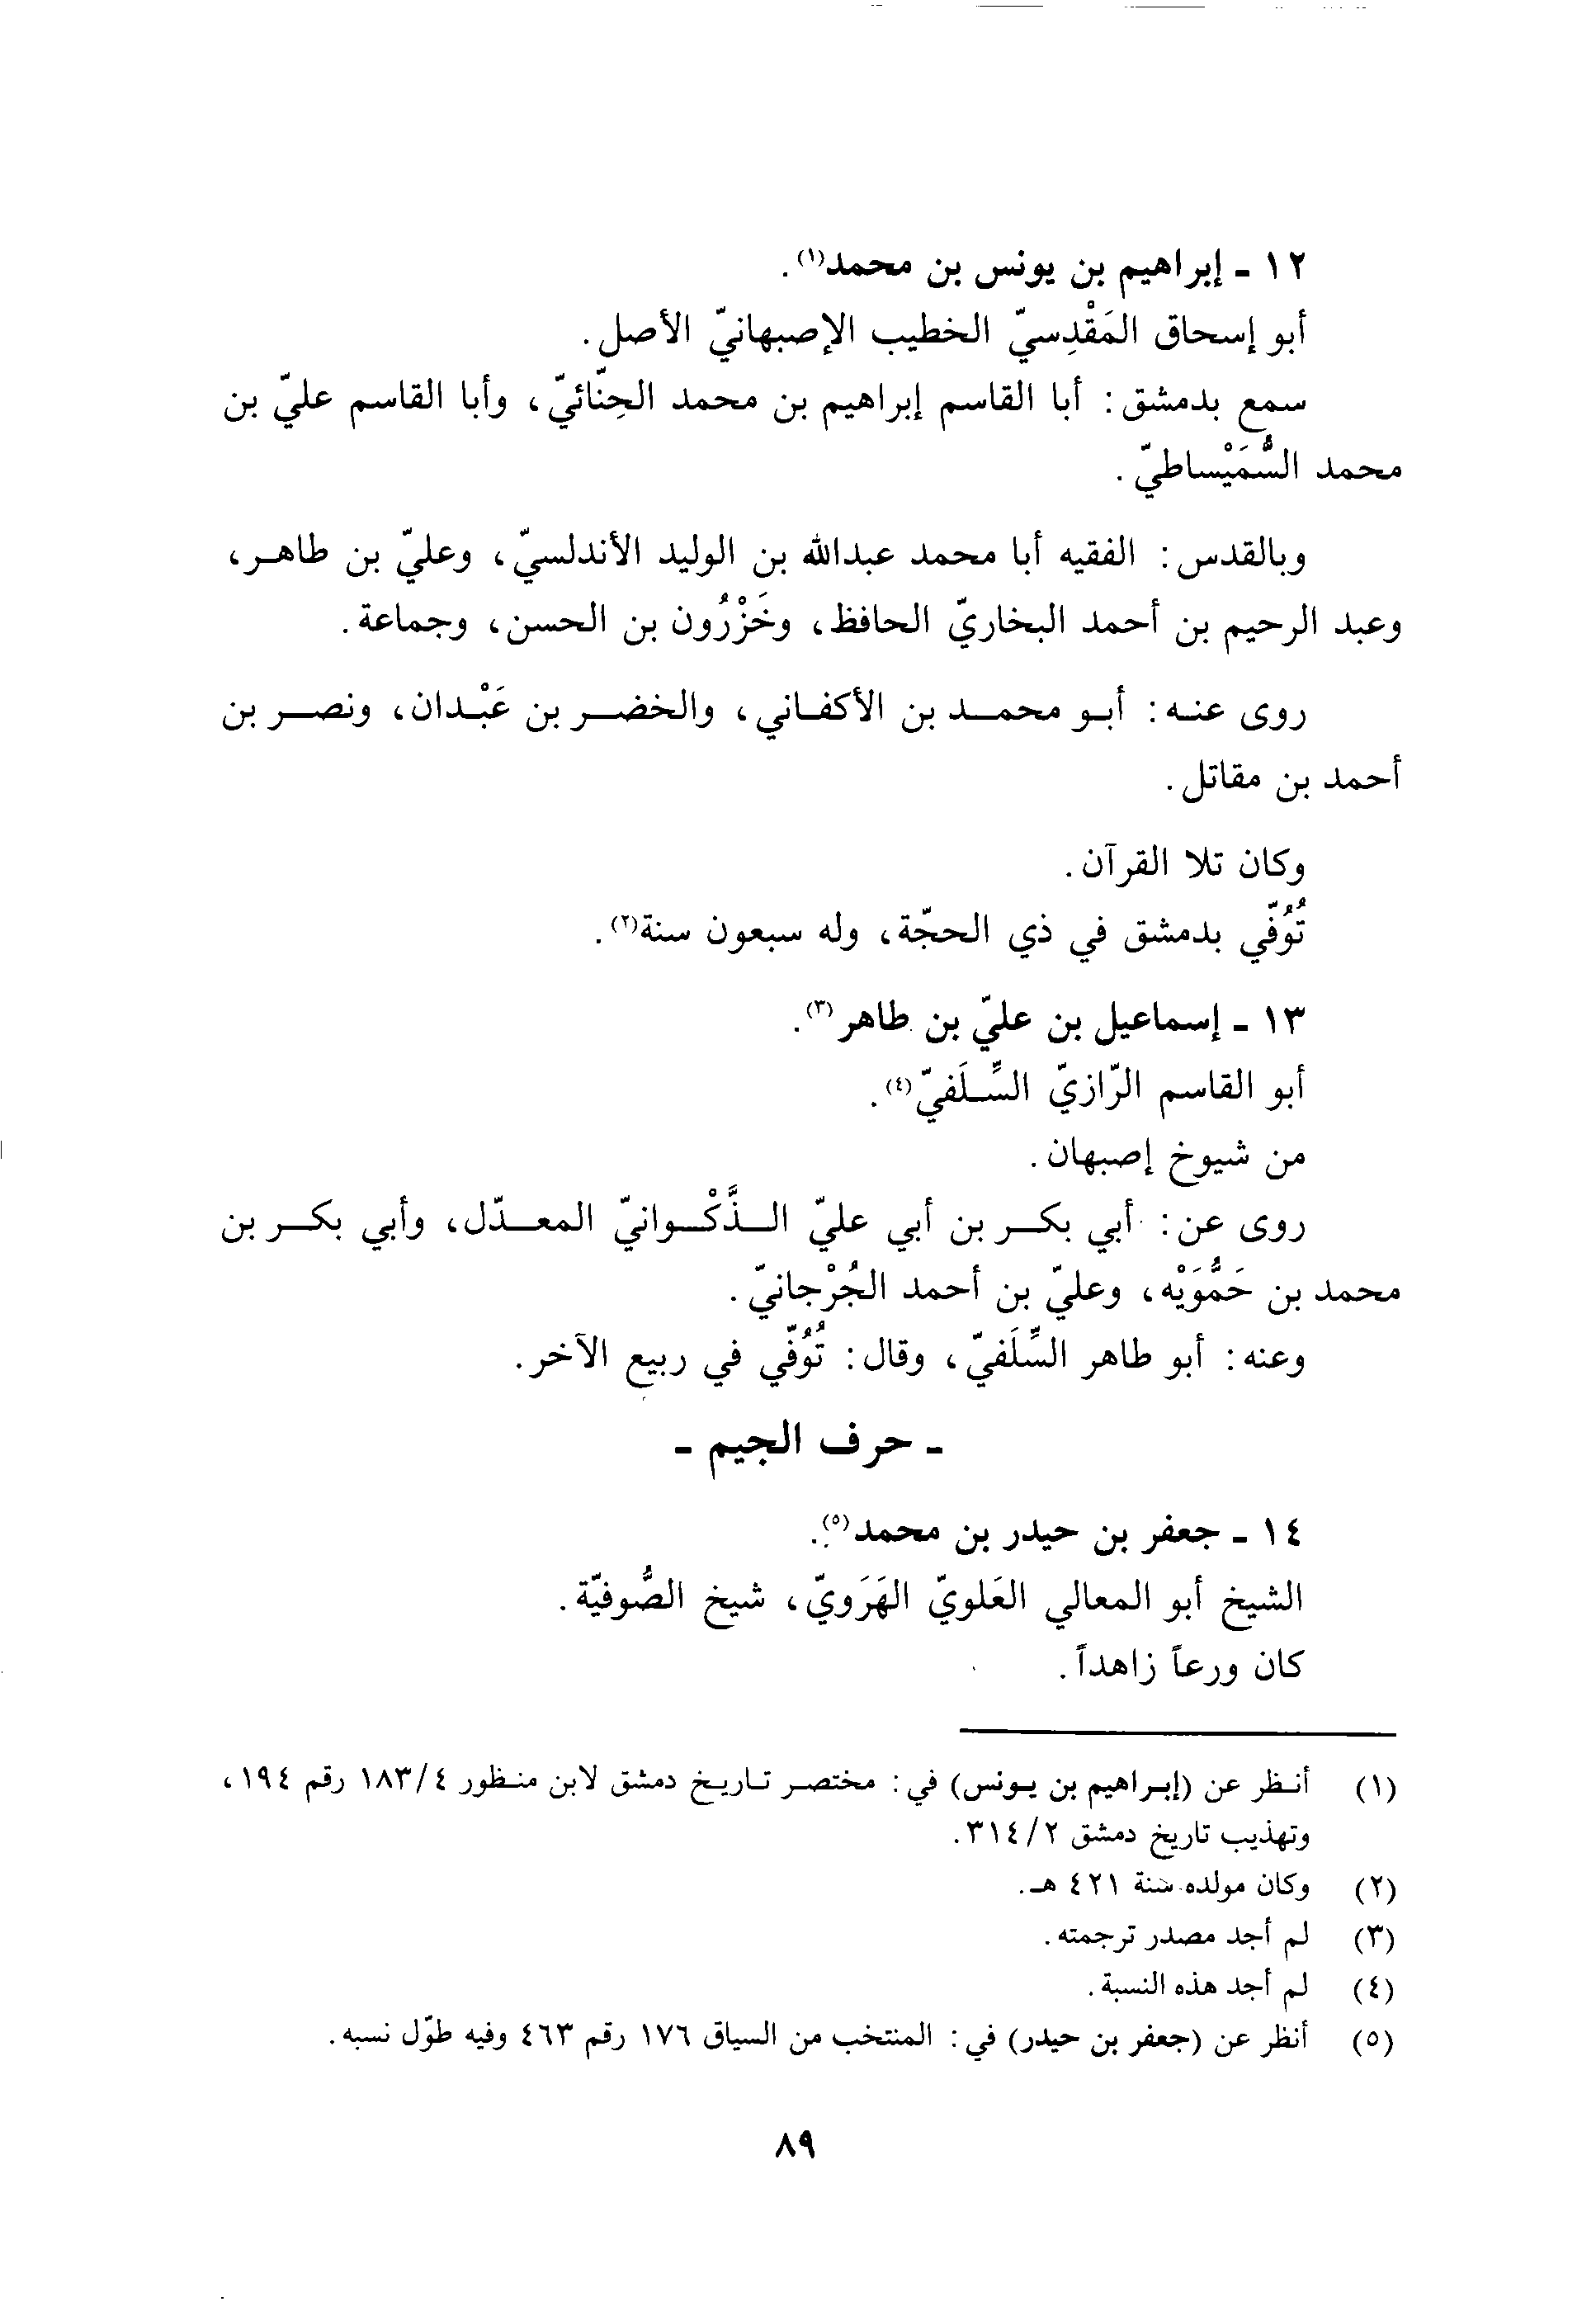 ١٢ - إبراهيم بن يونس بن محمد(١).
أبو إسحاق المَقْدِسيّ الخطيب الإصبهانيّ الأصل.
سمع بدمشق: أبا القاسم إبراهيم بن محمد الحِنّائيّ، وأبا القاسم عليّ بن
محمد السُّمَيْساطيّ.
وبالقدس: الفقيه أبا محمد عبدالله بن الوليد الأندلسيّ، وعليّ بن طاهر،
وعبد الرحيم بن أحمد البخاريّ الحافظ، وخَزْرُون بن الحسن، وجماعة.
روى عنه: أبو محمد بن الأكفاني، والخضر بن عَبْدان، ونصر بن
أحمد بن مقاتل.
وكان تلا القرآن.
تُوُفّي بدمشق في ذي الحجّة، وله سبعون سنة(٢).
١٣ - إسماعيل بن عليّ بن طاهر(٣).
أبو القاسم الرّازيّ السِّلَفيّ(٤).
من شيوخ إصبهان.
روى عن: أبي بكر بن أبي عليّ الذَّكْوانيّ المعدّل، وأبي بكر بن
محمد بن حَمُّوَيْه، وعليّ بن أحمد الجُرْجانيّ.
وعنه: أبو طاهر السِّلَفيّ، وقال: تُوُفّي في ربيع الآخر.
- حرف الجيم -
١٤ - جعفر بن حيدر بن محمد(٥).
الشيخ أبو المعالي العَلويّ الهَرَويّ، شيخ الصُّوفيّة.
كان ورعاً زاهداً.
(١) أنظر عن (إبراهيم بن يونس) في: مختصر تاريخ دمشق لابن منظور ١٨٣/٤ رقم ١٩٤،
وتهذيب تاريخ دمشق ٣١٤/٢.
(٢) وكان مولده سنة ٤٢١ هـ.
(٣) لم أجد مصدر ترجمته.
(٤) لم أجد هذه النسبة.
(٥) أنظر عن (جعفر بن حيدر) في: المنتخب من السياق ١٧٦ رقم ٤٦٣ وفيه طوّل نسبه.
٨٩